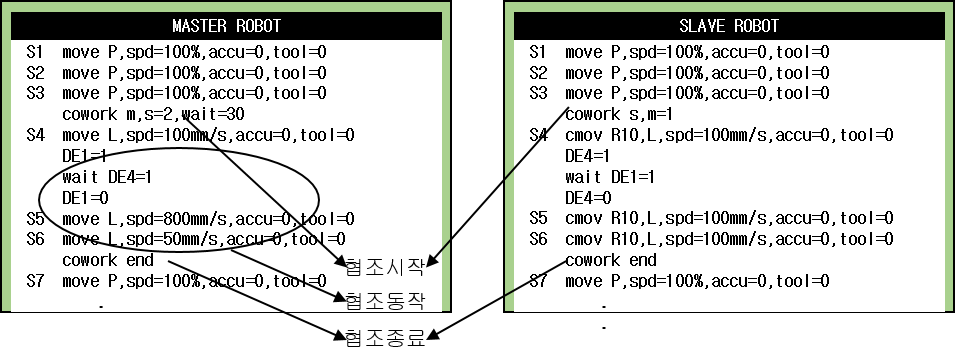 MASTER ROBOT
S1 move P,spd=100%,accu=0,tool=0
S2 move P,spd=100%,accu=0,tool=0
S3 move P,spd=100%,accu=0,tool=0
cowork m,s=2,wait=30
S4 move L,spd=100mm/s,accu=0,tool=0
DE1=1
wait DE4=1
DE1=0
S5 move L,spd=800mm/s,accu=0,tool=0
S6 move L,spd=50mm/s,accu=0,tool=0
cowork end
S7 move P,spd=100%,accu=0,tool=0
.
SLAVE ROBOT
S1 move P,spd=100%,accu=0,tool=0
S2 move P,spd=100%,accu=0,tool=0
S3 move P,spd=100%,accu=0,tool=0
cowork s,m=1
S4 cmov R10,L,spd=100mm/s,accu=0,tool=0
DE4=1
wait DE1=1
DE4=0
S5 cmov R10,L,spd=100mm/s,accu=0,tool=0
S6 cmov R10,L,spd=100mm/s,accu=0,tool=0
cowork end
S7 move P,spd=100%,accu=0,tool=0
.
.
협조시작
협조동작
협조종료